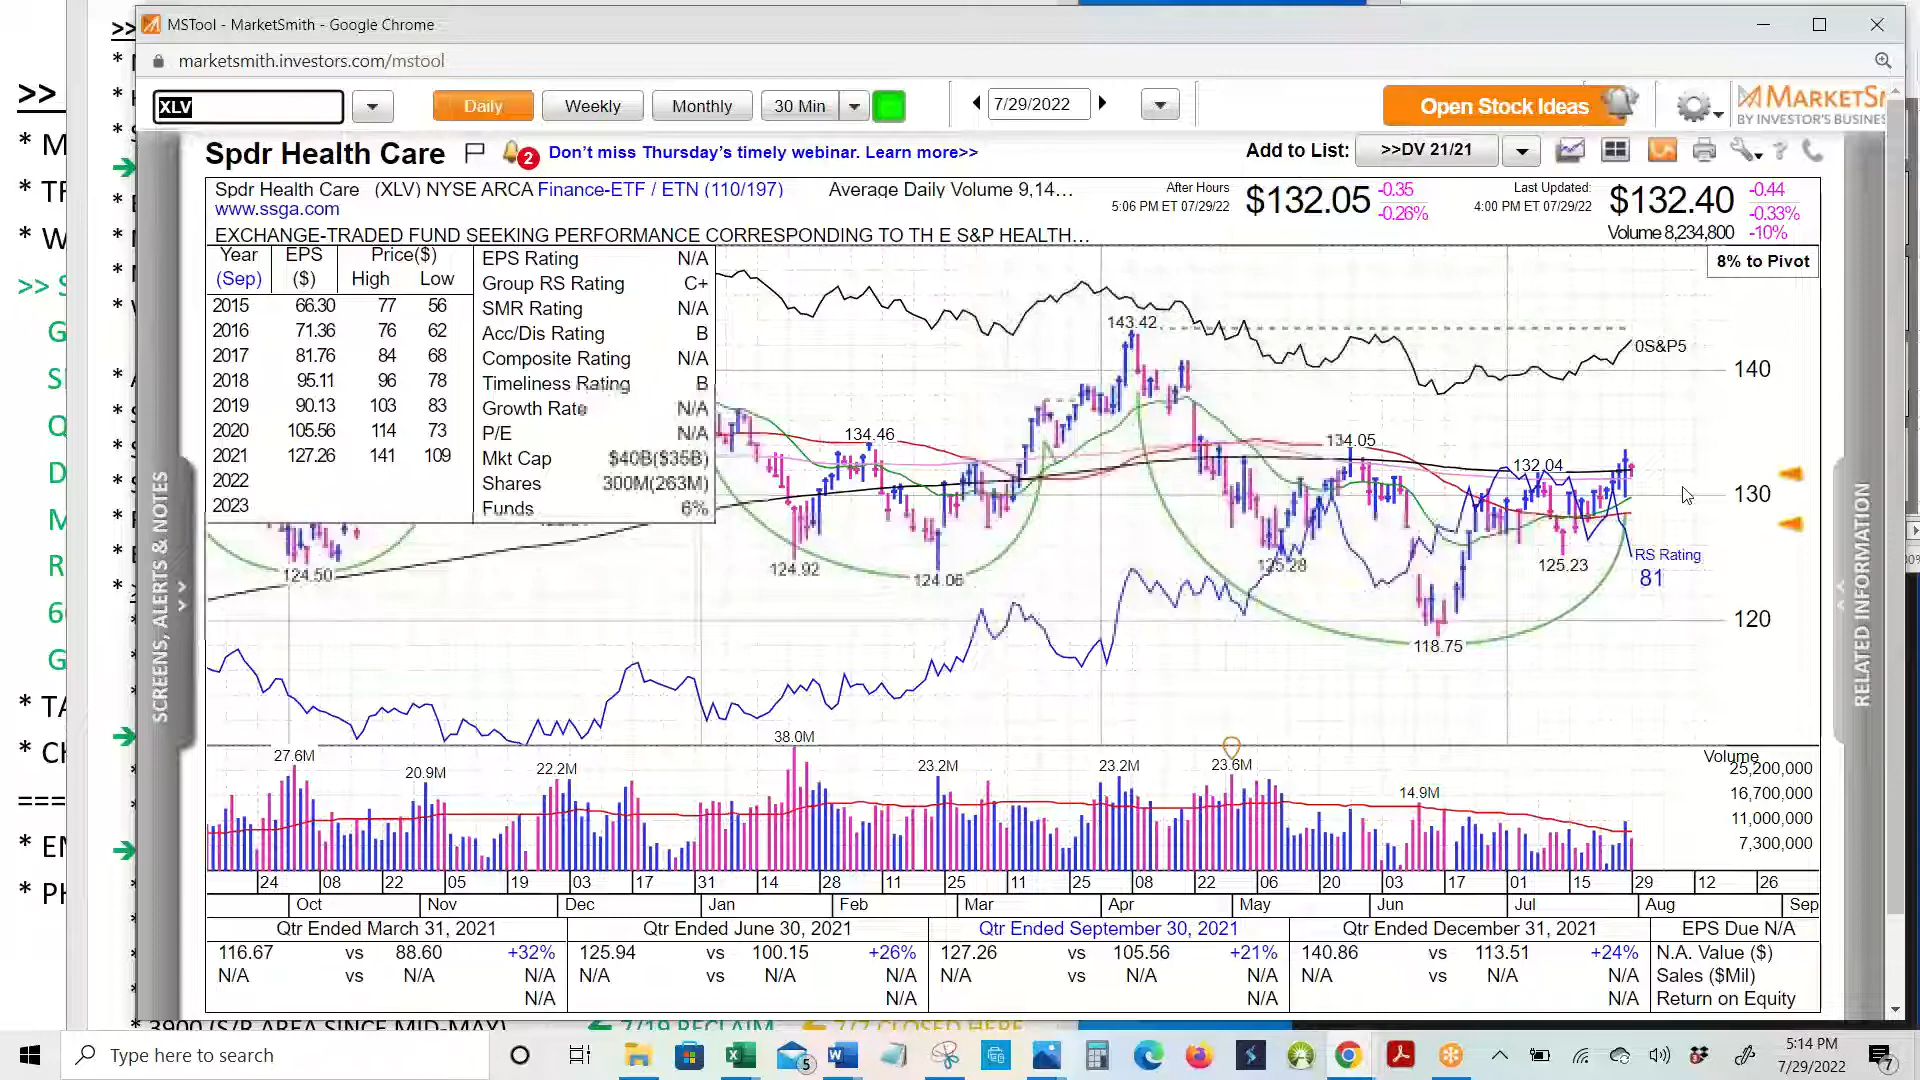 MSTool - MarketSmith - Google Chrome
marketsmith.investors.com/mstool
XLV Daily Weekly Monthly 30 Min 7/29/2022 Open Stock Ideas
BY INVESTOR'S BUSINES
Spdr Health Care 2 Don't miss Thursday's timely webinar. Learn more>> Add to List: >>DV 21/21
Spdr Health Care (XLV) NYSE ARCA Finance-ETF / ETN (110/197) Average Daily Volume 9,14...
www.ssga.com
After Hours
5:06 PM ET 07/29/22 $132.05 -0.35
-0.26%
Last Updated:
4:00 PM ET 07/29/22 $132.40 -0.44
-0.33%
Volume 8,234,800 -10%
EXCHANGE-TRADED FUND SEEKING PERFORMANCE CORRESPONDING TO TH E S&P HEALTH...
8% to Pivot
Year EPS Price($)
(Sep) ($) High Low
2015 66.30 77 56
2016 71.36 76 62
2017 81.76 84 68
2018 95.11 96 78
2019 90.13 103 83
2020 105.56 114 73
2021 127.26 141 109
2022
2023
EPS Rating N/A
Group RS Rating C+
SMR Rating N/A
Acc/Dis Rating B
Composite Rating N/A
Timeliness Rating B
Growth Rate N/A
P/E N/A
Mkt Cap $40B($35B)
Shares 300M(263M)
Funds 6%
143.42
0S&P5
140
134.46
134.05
132.04
130
124.50
124.92
124.06
125.28
125.23
RS Rating
81
120
118.75
SCREENS, ALERTS & NOTES
RELATED INFORMATION
27.6M 20.9M 22.2M 38.0M 23.2M 23.2M 23.6M 14.9M
Volume
25,200,000
16,700,000
11,000,000
7,300,000
24 08 22 05 19 03 17 31 14 28 11 25 11 25 08 22 06 20 03 17 01 15 29 12 26
Oct Nov Dec Jan Feb Mar Apr May Jun Jul Aug Sep
Qtr Ended March 31, 2021 Qtr Ended June 30, 2021 Qtr Ended September 30, 2021 Qtr Ended December 31, 2021 EPS Due N/A
116.67 vs 88.60 +32% 125.94 vs 100.15 +26% 127.26 vs 105.56 +21% 140.86 vs 113.51 +24% N.A. Value ($)
N/A vs N/A N/A N/A vs N/A N/A N/A vs N/A N/A N/A vs N/A N/A Sales ($Mil)
N/A N/A N/A N/A Return on Equity
Type here to search
5
5:14 PM
7/29/2022
7